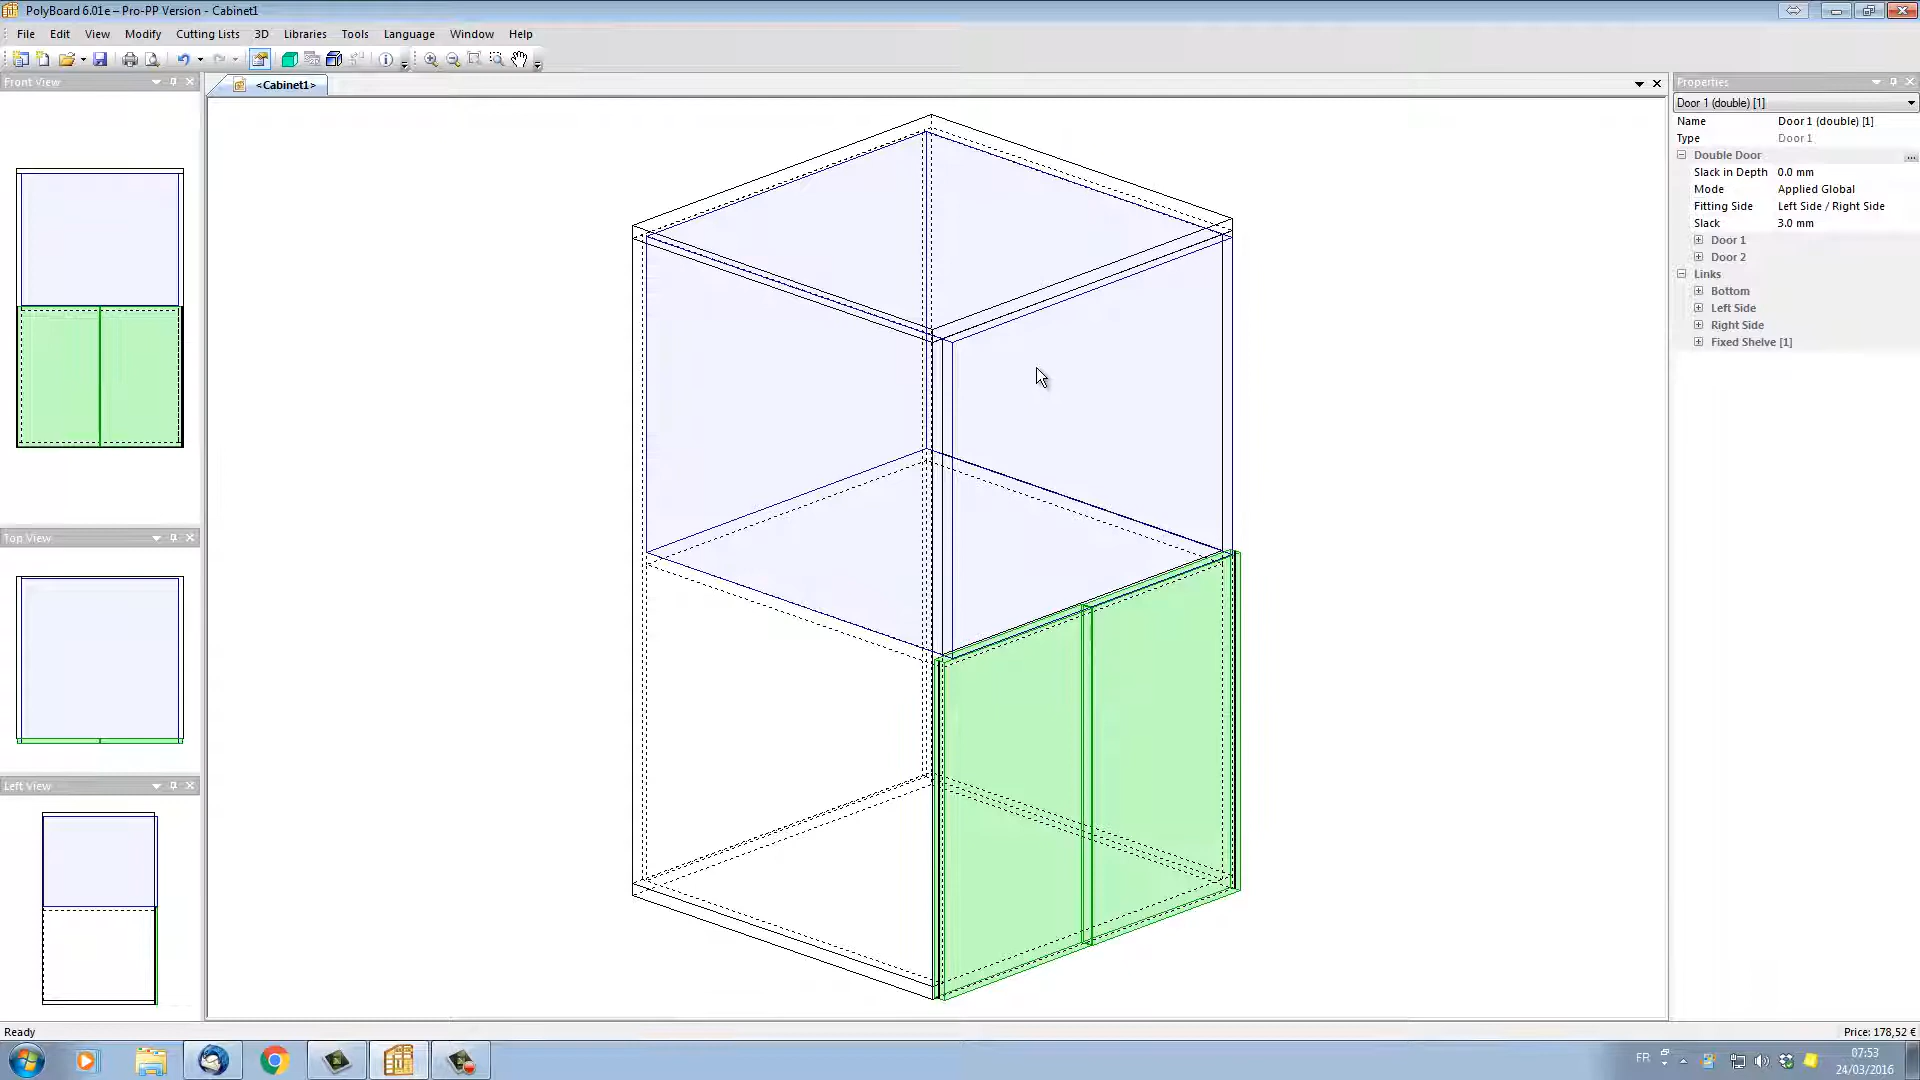 PolyBoard 6.01e – Pro-PP Version - Cabinet1
File Edit View Modify Cutting Lists 3D Libraries Tools Language Window Help
Front View
<Cabinet1>
Properties
Door 1 (double) [1]
Name Door 1 (double) [1]
Type Door 1
Double Door ...
Slack in Depth 0.0 mm
Mode Applied Global
Fitting Side Left Side / Right Side
Slack 3.0 mm
Door 1
Door 2
Links
Bottom
Left Side
Right Side
Fixed Shelve [1]
Top View
Left View
Ready
Price: 178,52 €
FR
07:53
24/03/2016